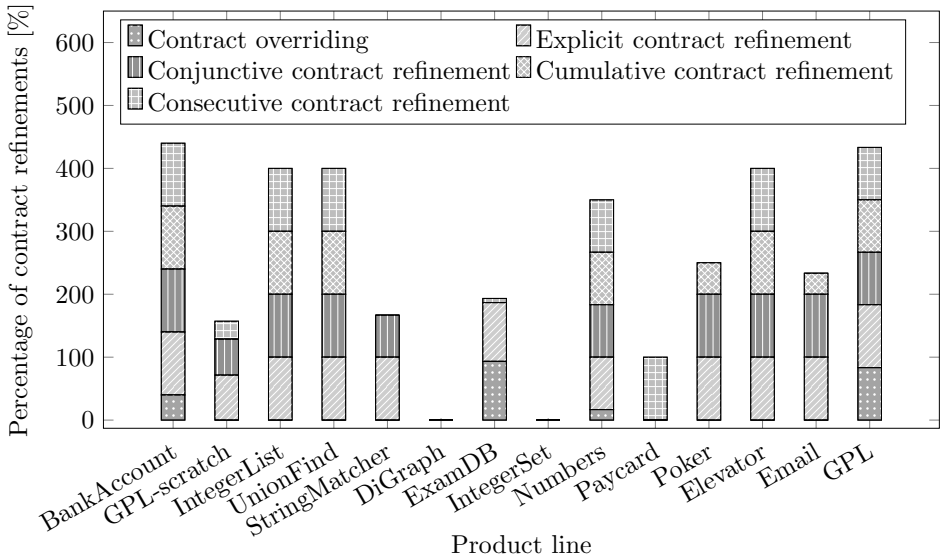 Percentage of contract refinements [%]
600
500
400
300
200
100
0
Contract overriding
Explicit contract refinement
Conjunctive contract refinement
Cumulative contract refinement
Consecutive contract refinement
BankAccount
GPL-scratch
IntegerList
UnionFind
StringMatcher
DiGraph
ExamDB
IntegerSet
Numbers
Paycard
Poker
Elevator
Email
GPL
Product line